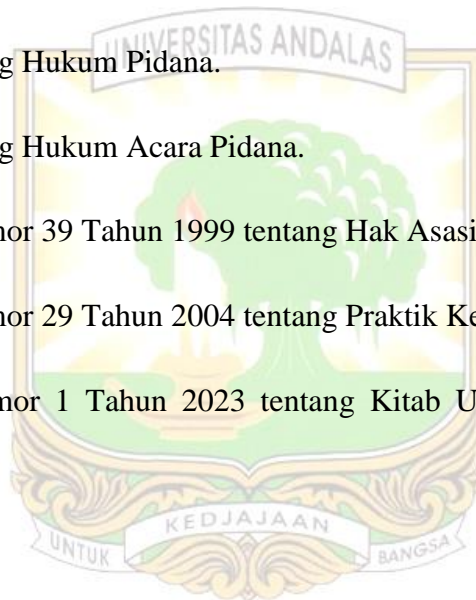 UNIVERSITAS ANDALAS
g Hukum Pidana.
g Hukum Acara Pidana.
nor 39 Tahun 1999 tentang Hak Asasi
nor 29 Tahun 2004 tentang Praktik Ke
mor 1 Tahun 2023 tentang Kitab U
KEDJAJAAN
UNTUK BANGSA